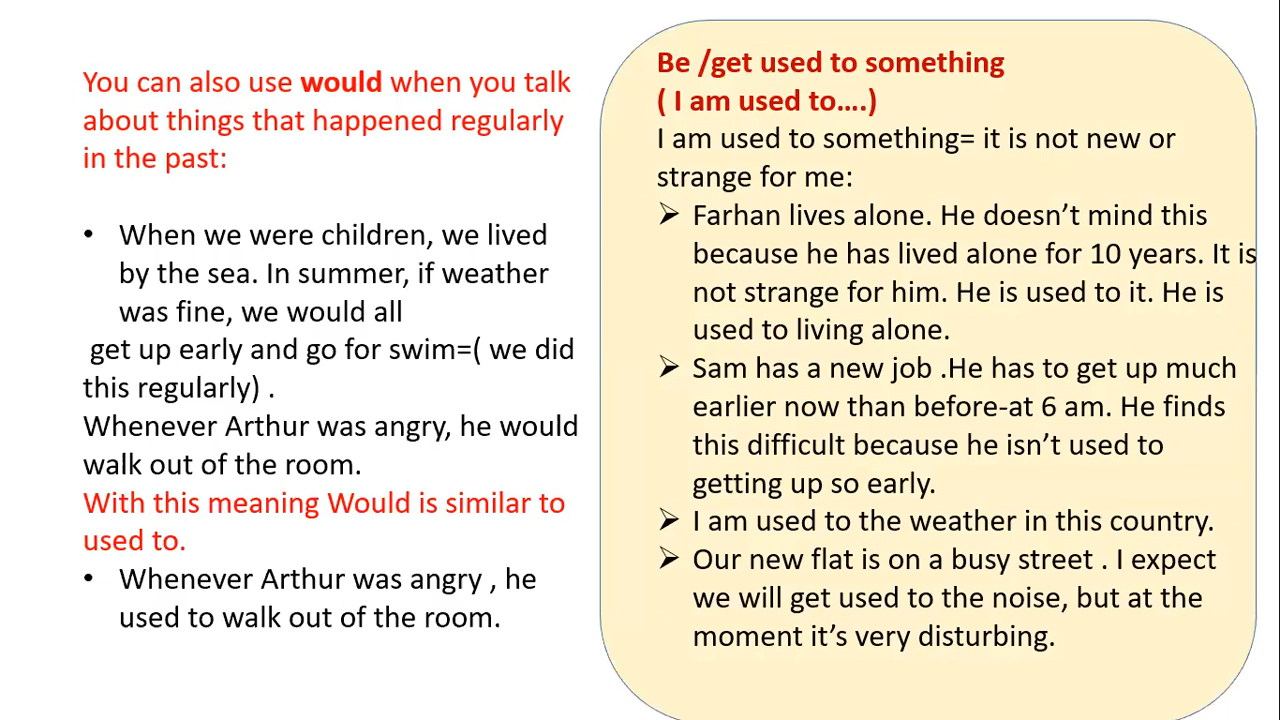 You can also use would when you talk
about things that happened regularly
in the past:
• When we were children, we lived
by the sea. In summer, if weather
was fine, we would all
get up early and go for swim=( we did
this regularly) .
Whenever Arthur was angry, he would
walk out of the room.
With this meaning Would is similar to
used to.
• Whenever Arthur was angry , he
used to walk out of the room.
Be /get used to something
( I am used to….)
I am used to something= it is not new or
strange for me:
➢ Farhan lives alone. He doesn’t mind this
because he has lived alone for 10 years. It is
not strange for him. He is used to it. He is
used to living alone.
➢ Sam has a new job .He has to get up much
earlier now than before-at 6 am. He finds
this difficult because he isn’t used to
getting up so early.
➢ I am used to the weather in this country.
➢ Our new flat is on a busy street . I expect
we will get used to the noise, but at the
moment it’s very disturbing.